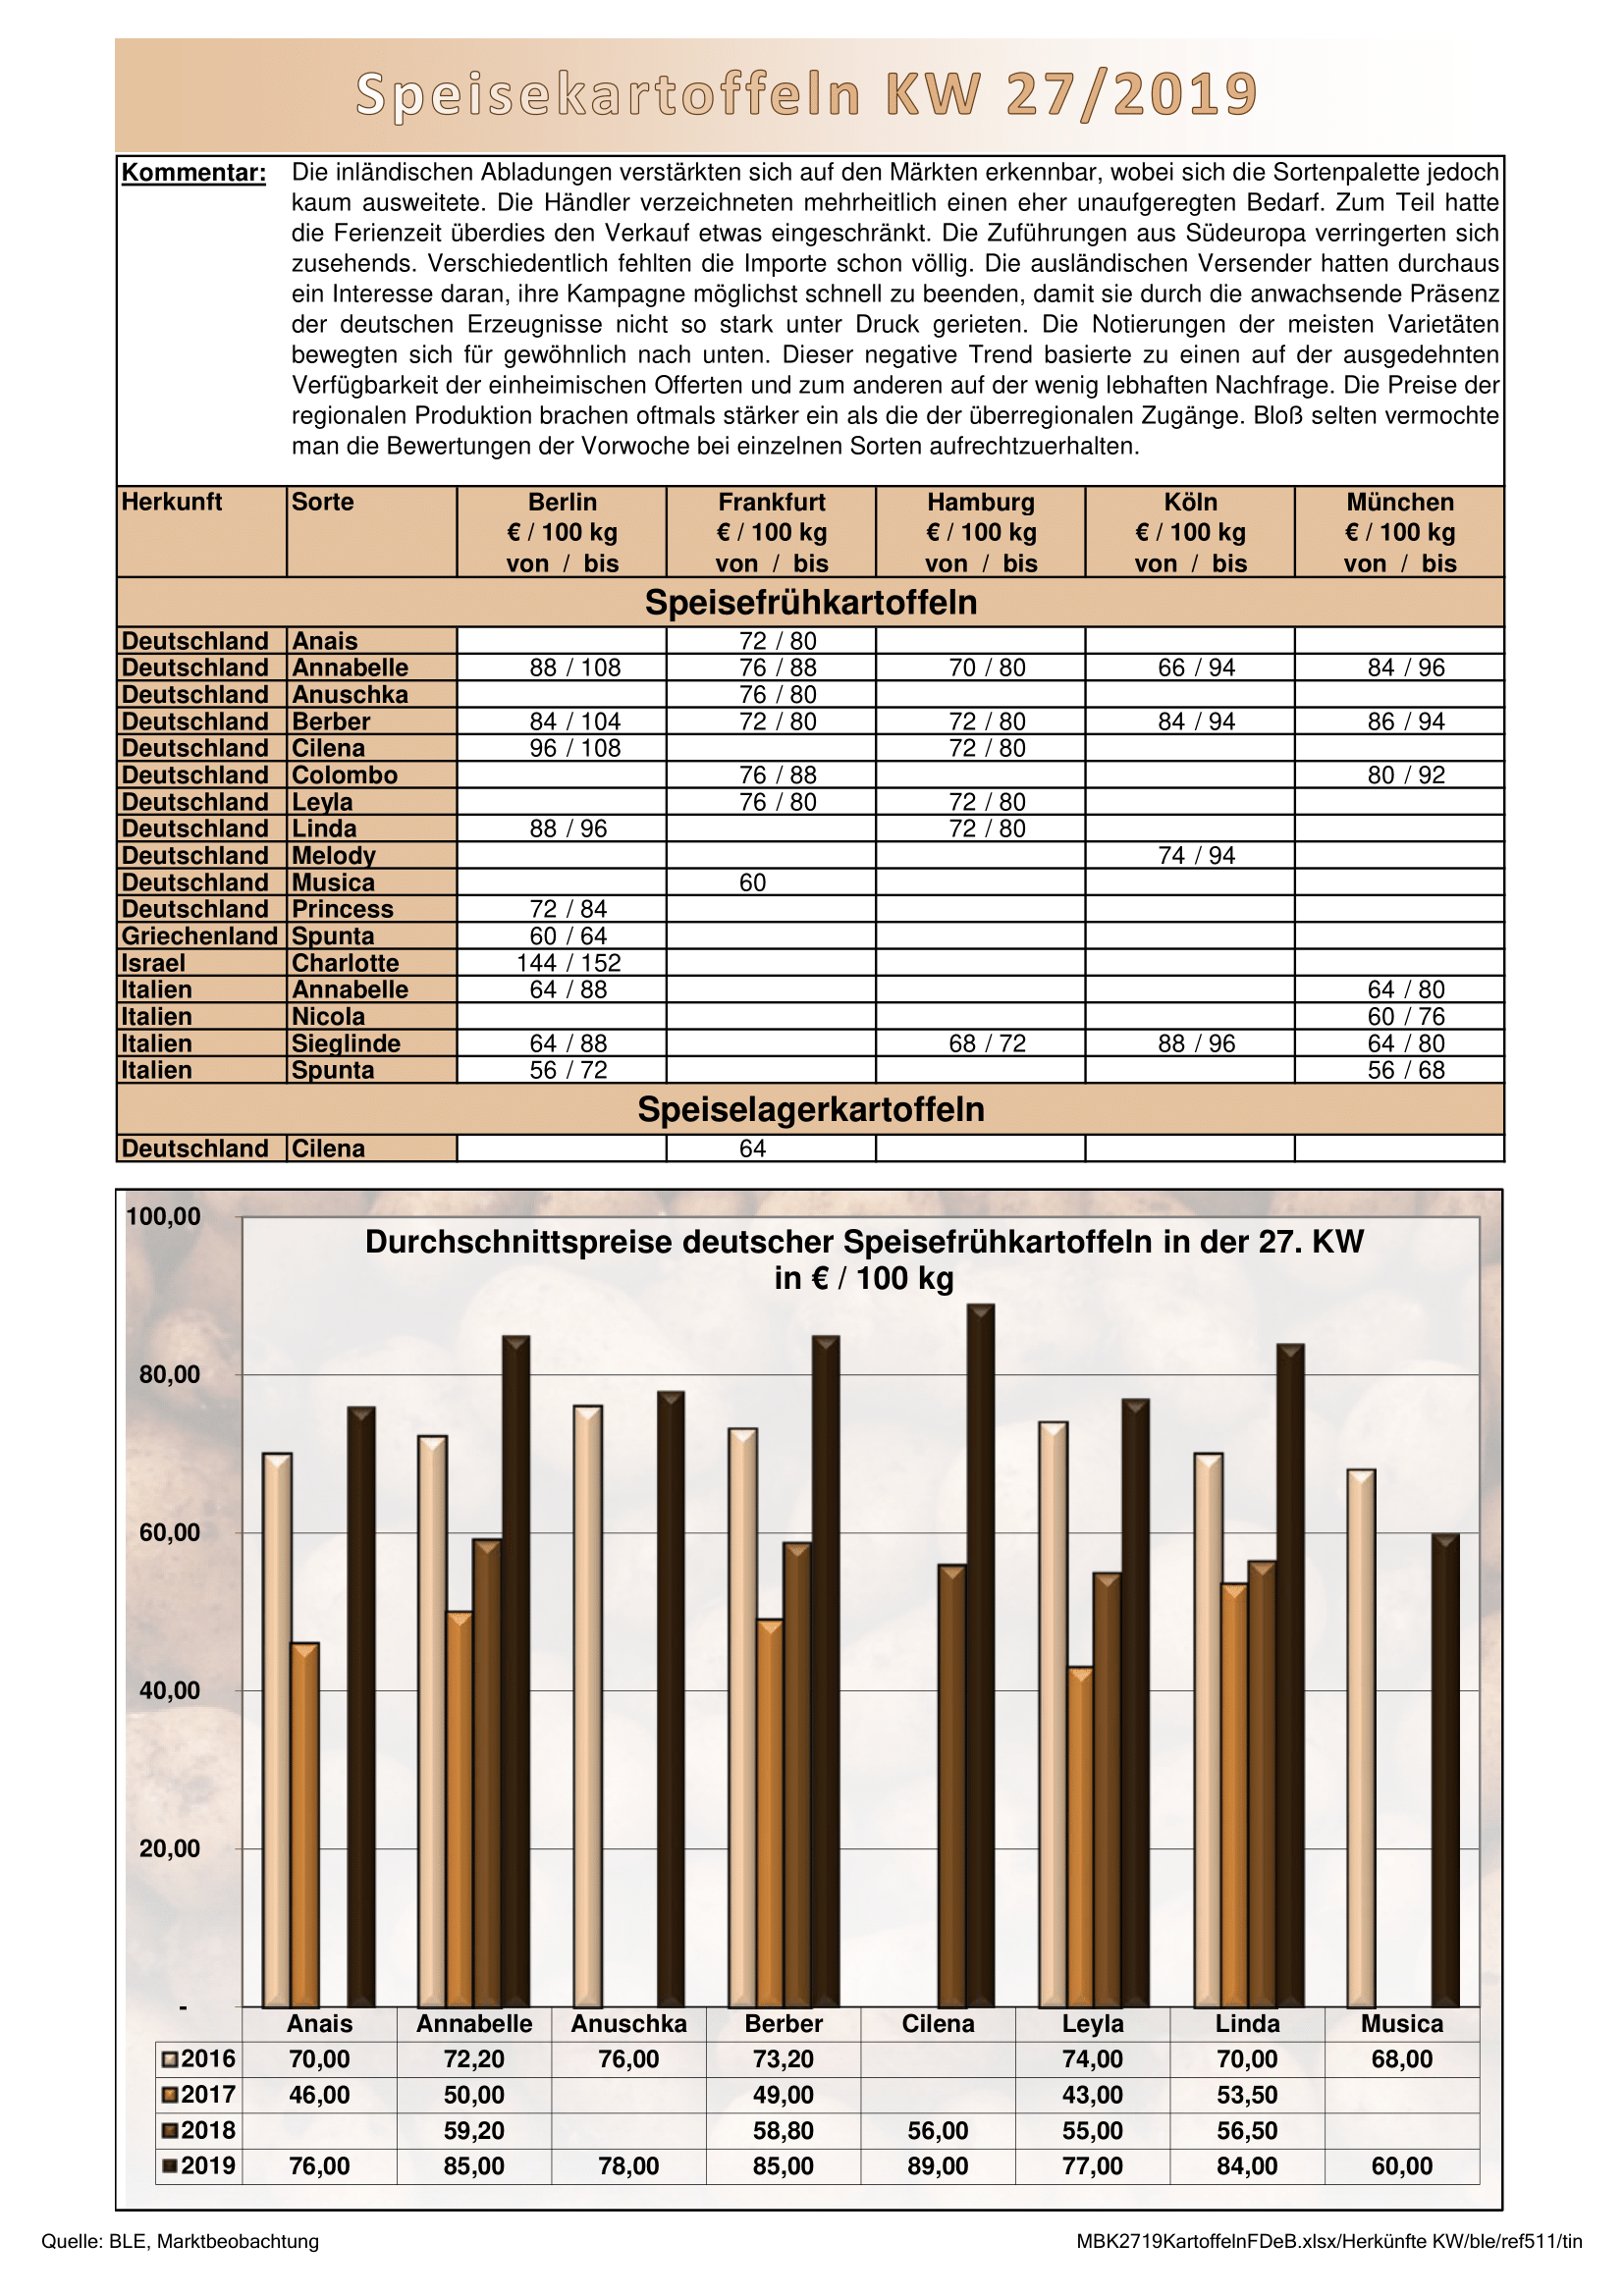 Speisekartoffeln KW 27/2019
Kommentar: Die inländischen Abladungen verstärkten sich auf den Märkten erkennbar, wobei sich die Sortenpalette jedoch
kaum ausweitete. Die Händler verzeichneten mehrheitlich einen eher unaufgeregten Bedarf. Zum Teil hatte
die Ferienzeit überdies den Verkauf etwas eingeschränkt. Die Zuführungen aus Südeuropa verringerten sich
zusehends. Verschiedentlich fehlten die Importe schon völlig. Die ausländischen Versender hatten durchaus
ein Interesse daran, ihre Kampagne möglichst schnell zu beenden, damit sie durch die anwachsende Präsenz
der deutschen Erzeugnisse nicht so stark unter Druck gerieten. Die Notierungen der meisten Varietäten
bewegten sich für gewöhnlich nach unten. Dieser negative Trend basierte zu einen auf der ausgedehnten
Verfügbarkeit der einheimischen Offerten und zum anderen auf der wenig lebhaften Nachfrage. Die Preise der
regionalen Produktion brachen oftmals stärker ein als die der überregionalen Zugänge. Bloß selten vermochte
man die Bewertungen der Vorwoche bei einzelnen Sorten aufrechtzuerhalten.
Herkunft Sorte Berlin Frankfurt Hamburg Köln München
€ / 100 kg € / 100 kg € / 100 kg € / 100 kg € / 100 kg
von / bis von / bis von / bis von / bis von / bis
Speisefrühkartoffeln
Deutschland Anais 72 / 80
Deutschland Annabelle 88 / 108 76 / 88 70 / 80 66 / 94 84 / 96
Deutschland Anuschka 76 / 80
Deutschland Berber 84 / 104 72 / 80 72 / 80 84 / 94 86 / 94
Deutschland Cilena 96 / 108 72 / 80
Deutschland Colombo 76 / 88 80 / 92
Deutschland Leyla 76 / 80 72 / 80
Deutschland Linda 88 / 96 72 / 80
Deutschland Melody 74 / 94
Deutschland Musica 60
Deutschland Princess 72 / 84
Griechenland Spunta 60 / 64
Israel Charlotte 144 / 152
Italien Annabelle 64 / 88 64 / 80
Italien Nicola 60 / 76
Italien Sieglinde 64 / 88 68 / 72 88 / 96 64 / 80
Italien Spunta 56 / 72 56 / 68
Speiselagerkartoffeln
Deutschland Cilena 64
Durchschnittspreise deutscher Speisefrühkartoffeln in der 27. KW
in € / 100 kg
100,00
80,00
60,00
40,00
20,00
-
Anais Annabelle Anuschka Berber Cilena Leyla Linda Musica
2016 70,00 72,20 76,00 73,20 74,00 70,00 68,00
2017 46,00 50,00 49,00 43,00 53,50
2018 59,20 58,80 56,00 55,00 56,50
2019 76,00 85,00 78,00 85,00 89,00 77,00 84,00 60,00
Quelle: BLE, Marktbeobachtung MBK2719KartoffelnFDeB.xlsx/Herkünfte KW/ble/ref511/tin